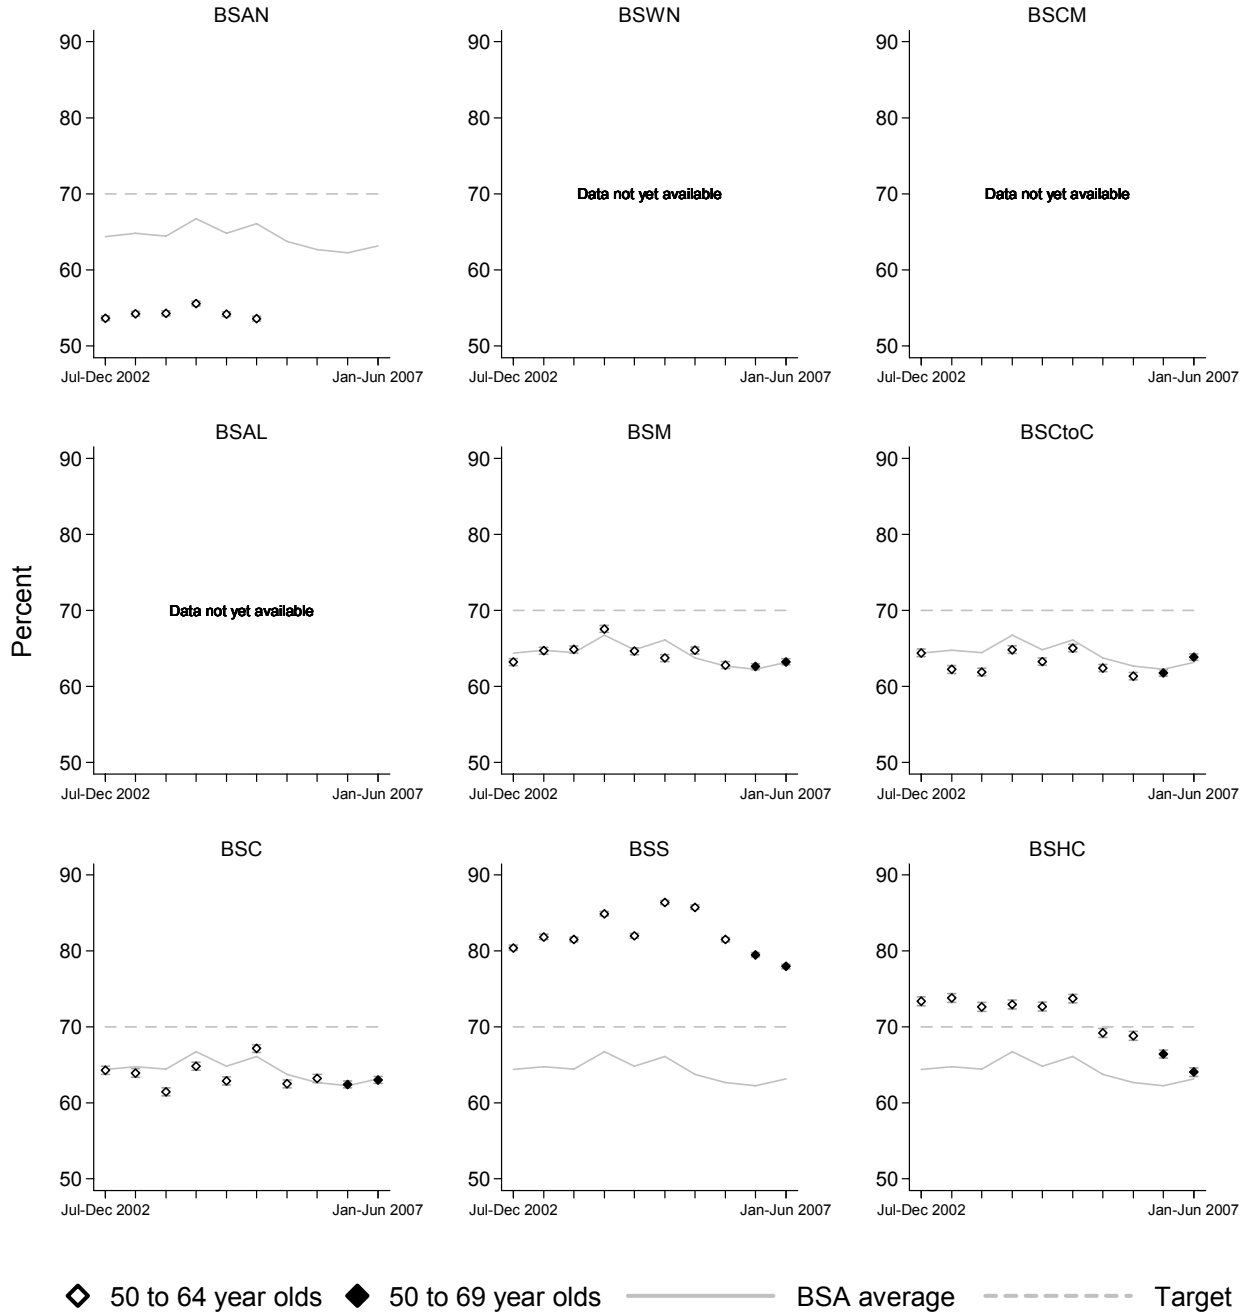 BSAN BSWN BSCM
90 90 90
80 80 80
70 70 Data not yet available 70 Data not yet available
60 60 60
50 50 50
Jul-Dec 2002 Jan-Jun 2007 Jul-Dec 2002 Jan-Jun 2007 Jul-Dec 2002 Jan-Jun 2007
BSAL BSM BSCtoC
90 90 90
80 80 80
Percent
70 Data not yet available 70 70
60 60 60
50 50 50
Jul-Dec 2002 Jan-Jun 2007 Jul-Dec 2002 Jan-Jun 2007 Jul-Dec 2002 Jan-Jun 2007
BSC BSS BSHC
90 90 90
80 80 80
70 70 70
60 60 60
50 50 50
Jul-Dec 2002 Jan-Jun 2007 Jul-Dec 2002 Jan-Jun 2007 Jul-Dec 2002 Jan-Jun 2007
50 to 64 year olds 50 to 69 year olds BSA average Target